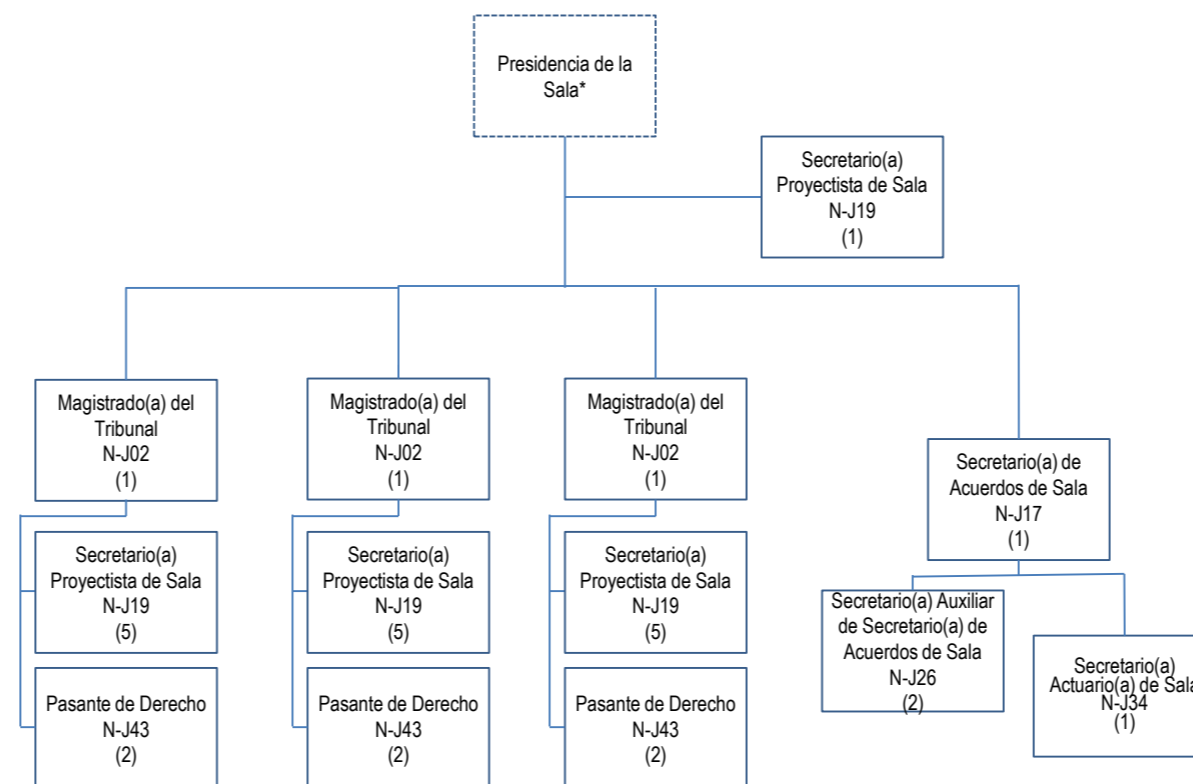 Presidencia de la
Sala*
Secretario(a)
Proyectista de Sala
N-J19
(1)
Magistrado(a) del
Tribunal
N-J02
(1)
Secretario(a)
Proyectista de Sala
N-J19
(5)
Pasante de Derecho
N-J43
(2)
Magistrado(a) del
Tribunal
N-J02
(1)
Secretario(a)
Proyectista de Sala
N-J19
(5)
Pasante de Derecho
N-J43
(2)
Magistrado(a) del
Tribunal
N-J02
(1)
Secretario(a)
Proyectista de Sala
N-J19
(5)
Pasante de Derecho
N-J43
(2)
Secretario(a) de
Acuerdos de Sala
N-J17
(1)
Secretario(a) Auxiliar
de Secretario(a) de
Acuerdos de Sala
N-J26
(2)
Secretario(a)
Actuario(a) de Sala
N-J34
(1)